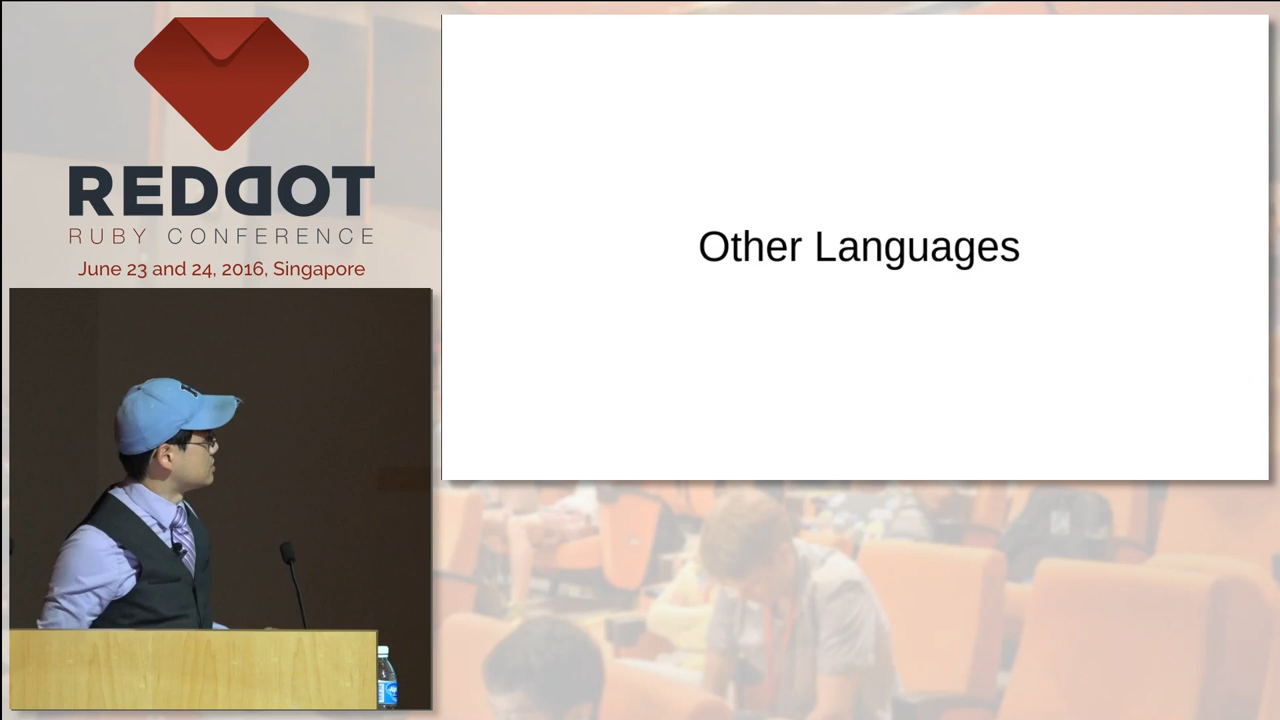 REDDOT
RUBY CONFERENCE
June 23 and 24, 2016, Singapore
Other Languages